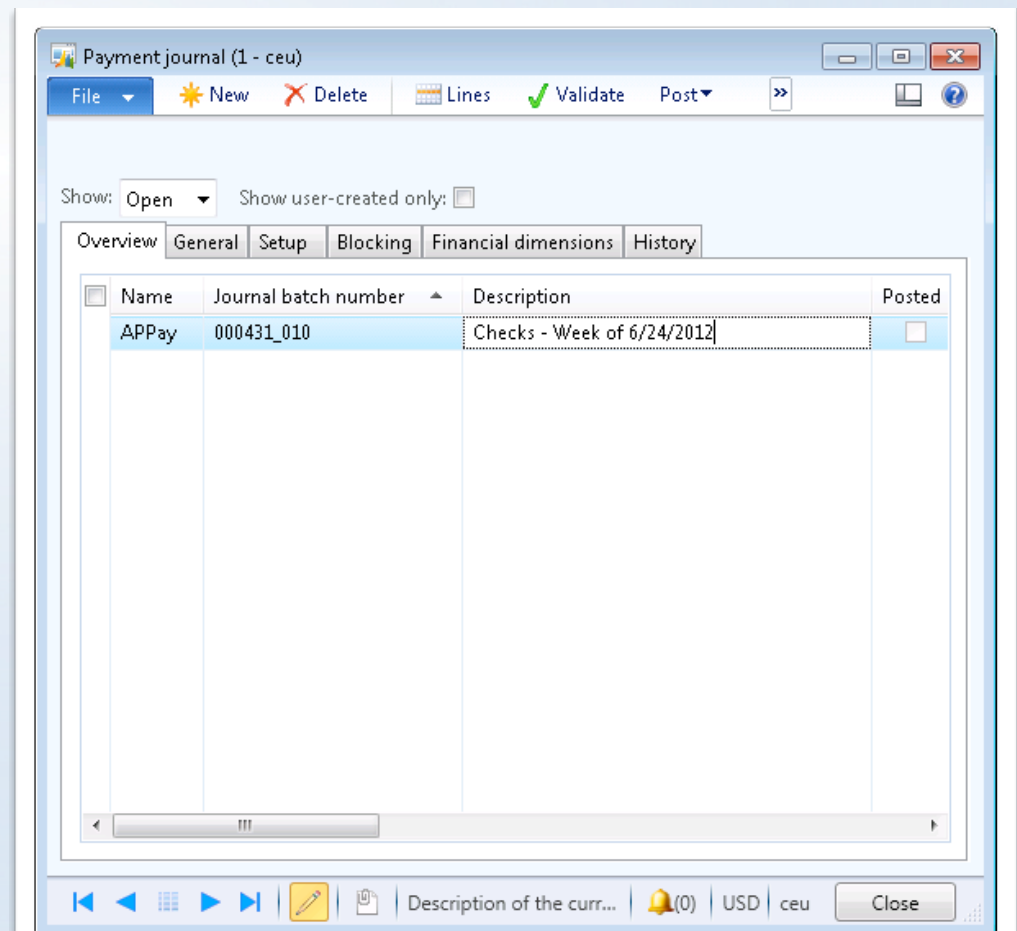 Payment journal (1 - ceu)
File New Delete Lines Validate Post »
Show: Open Show user-created only:
Overview General Setup Blocking Financial dimensions History
Name Journal batch number Description Posted
APPay 000431_010 Checks - Week of 6/24/2012
Description of the curr... (0) USD ceu Close